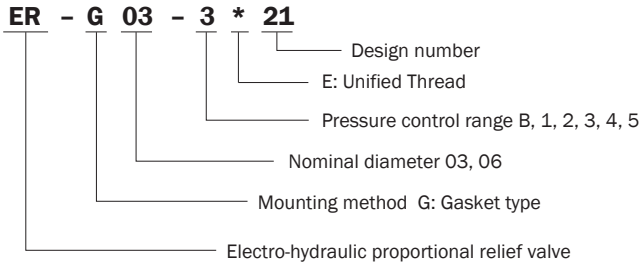 ER – G 03 – 3 * 21
Design number
E: Unified Thread
Pressure control range B, 1, 2, 3, 4, 5
Nominal diameter 03, 06
Mounting method G: Gasket type
Electro-hydraulic proportional relief valve